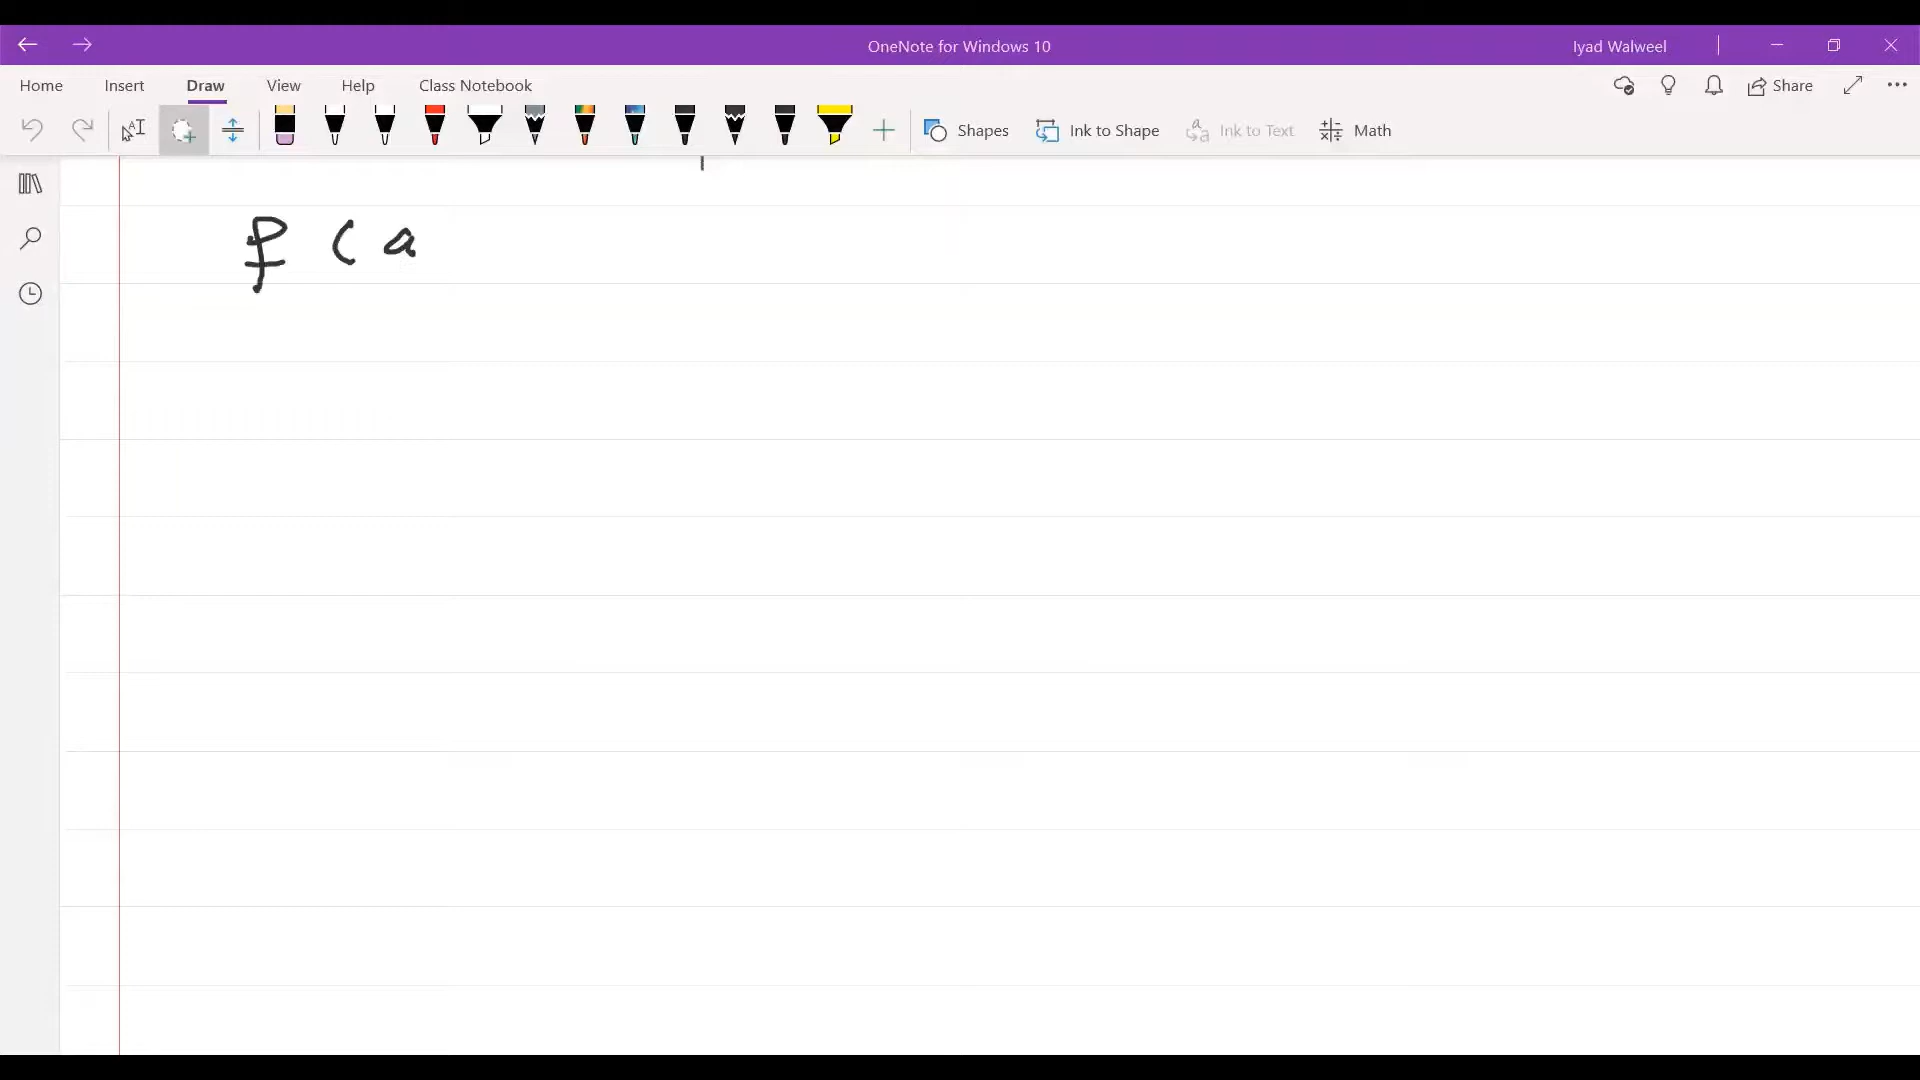 OneNote for Windows 10
Iyad Walweel
Home Insert Draw View Help Class Notebook
Share
Shapes Ink to Shape Ink to Text Math
( a